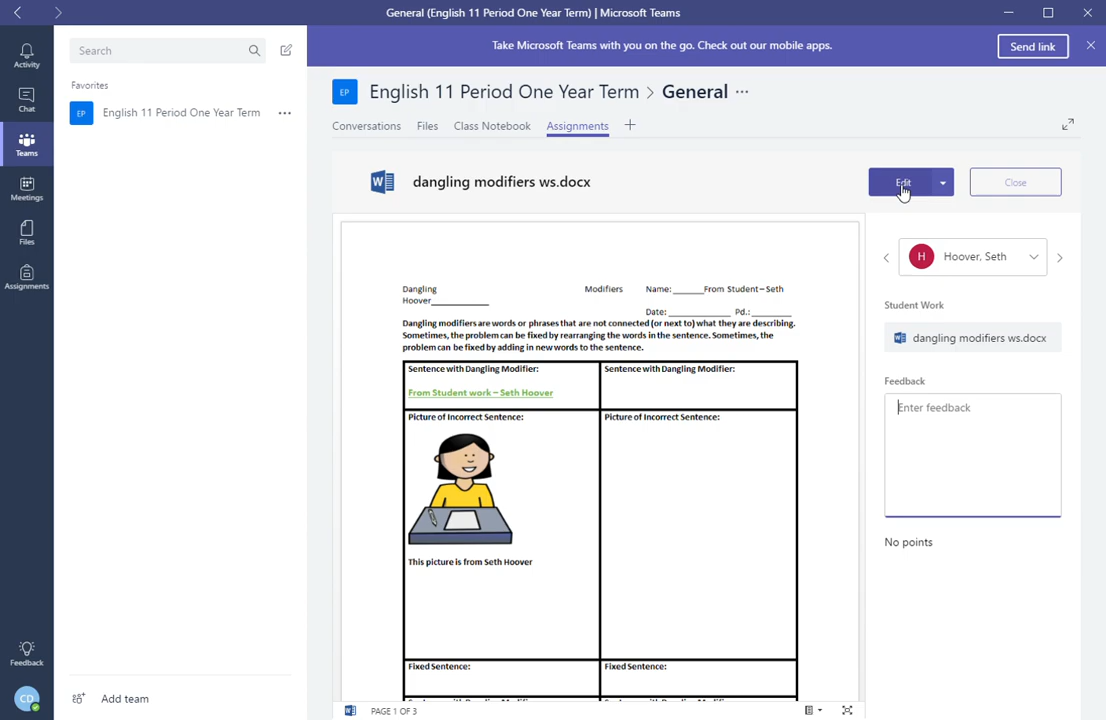 General (English 11 Period One Year Term) | Microsoft Teams
Activity
Chat
Teams
Meetings
Files
Assignments
Feedback
CD
Search
Favorites
EP English 11 Period One Year Term ...
Add team
Take Microsoft Teams with you on the go. Check out our mobile apps.
Send link
EP English 11 Period One Year Term > General ...
Conversations Files Class Notebook Assignments +
W dangling modifiers ws.docx
Edit
Close
Dangling Modifiers Name: ______From Student – Seth
Hoover___________
Date: ____________ Pd.: ________
Dangling modifiers are words or phrases that are not connected (or next to) what they are describing.
Sometimes, the problem can be fixed by rearranging the words in the sentence. Sometimes, the
problem can be fixed by adding in new words to the sentence.
Sentence with Dangling Modifier: Sentence with Dangling Modifier:
From Student work – Seth Hoover
Picture of Incorrect Sentence: Picture of Incorrect Sentence:
This picture is from Seth Hoover
Fixed Sentence: Fixed Sentence:
PAGE 1 OF 3
H Hoover, Seth
Student Work
dangling modifiers ws.docx
Feedback
Enter feedback
No points